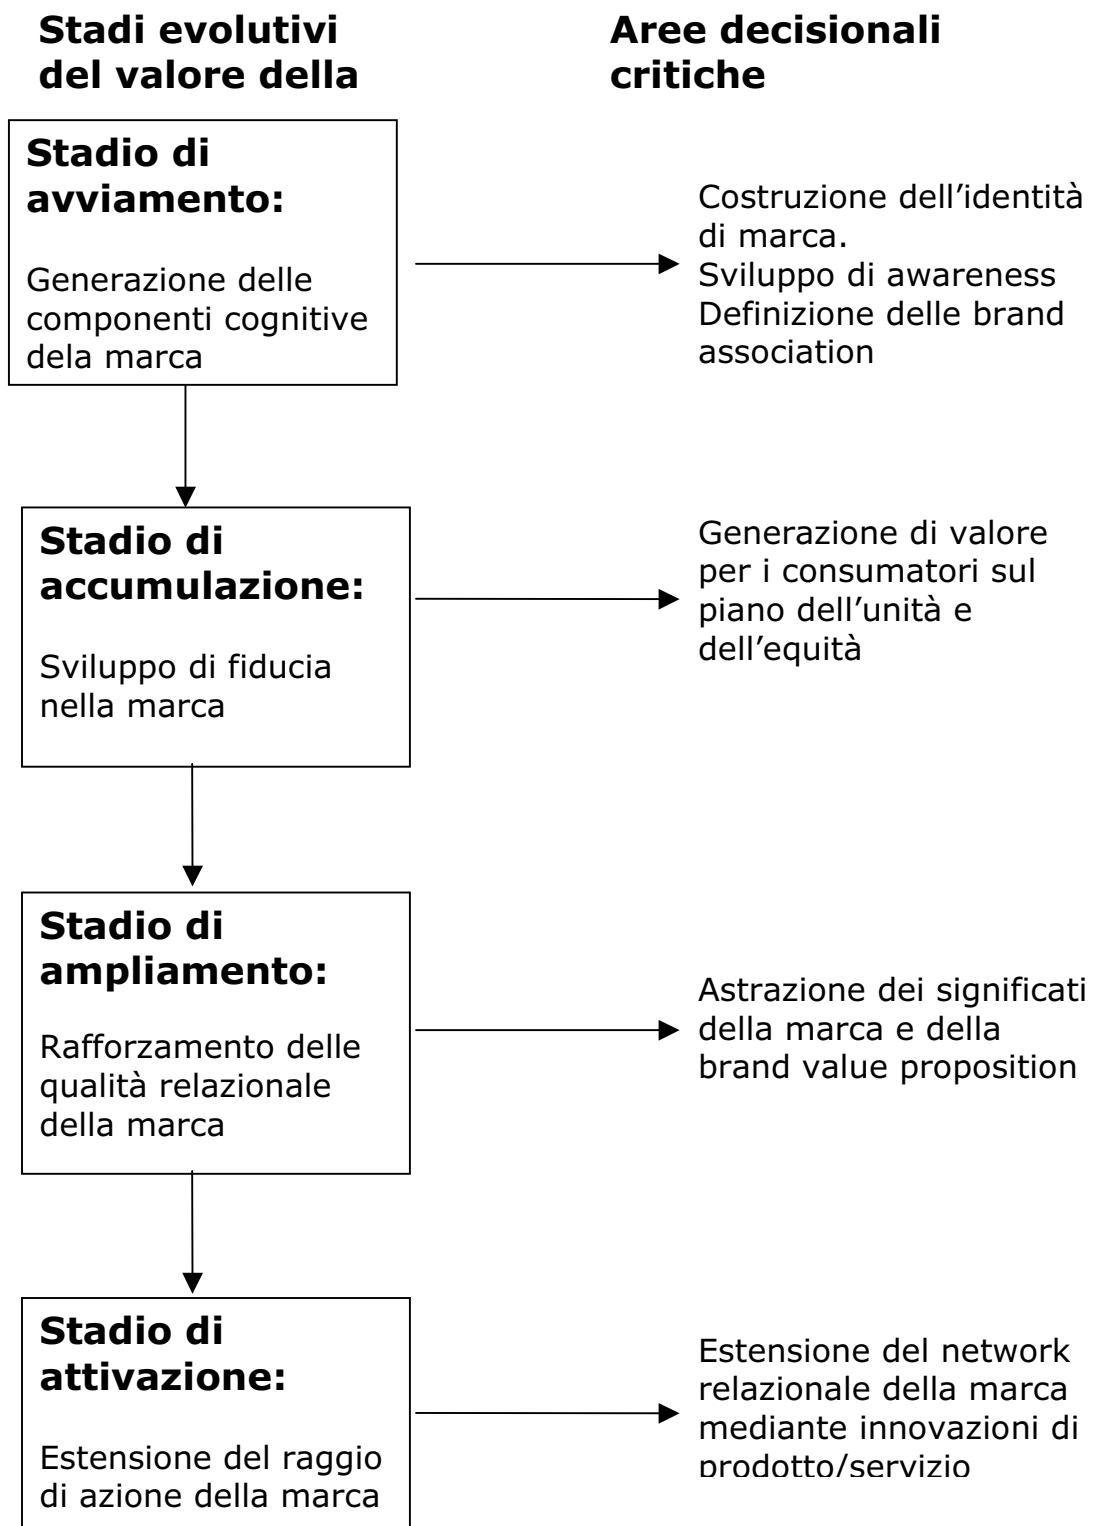 Stadi evolutivi
del valore della
Aree decisionali
critiche
Stadio di
avviamento:
Generazione delle
componenti cognitive
dela marca
Costruzione dell’identità
di marca.
Sviluppo di awareness
Definizione delle brand
association
Stadio di
accumulazione:
Sviluppo di fiducia
nella marca
Generazione di valore
per i consumatori sul
piano dell’unità e
dell’equità
Stadio di
ampliamento:
Rafforzamento delle
qualità relazionale
della marca
Astrazione dei significati
della marca e della
brand value proposition
Stadio di
attivazione:
Estensione del raggio
di azione della marca
Estensione del network
relazionale della marca
mediante innovazioni di
prodotto/servizio